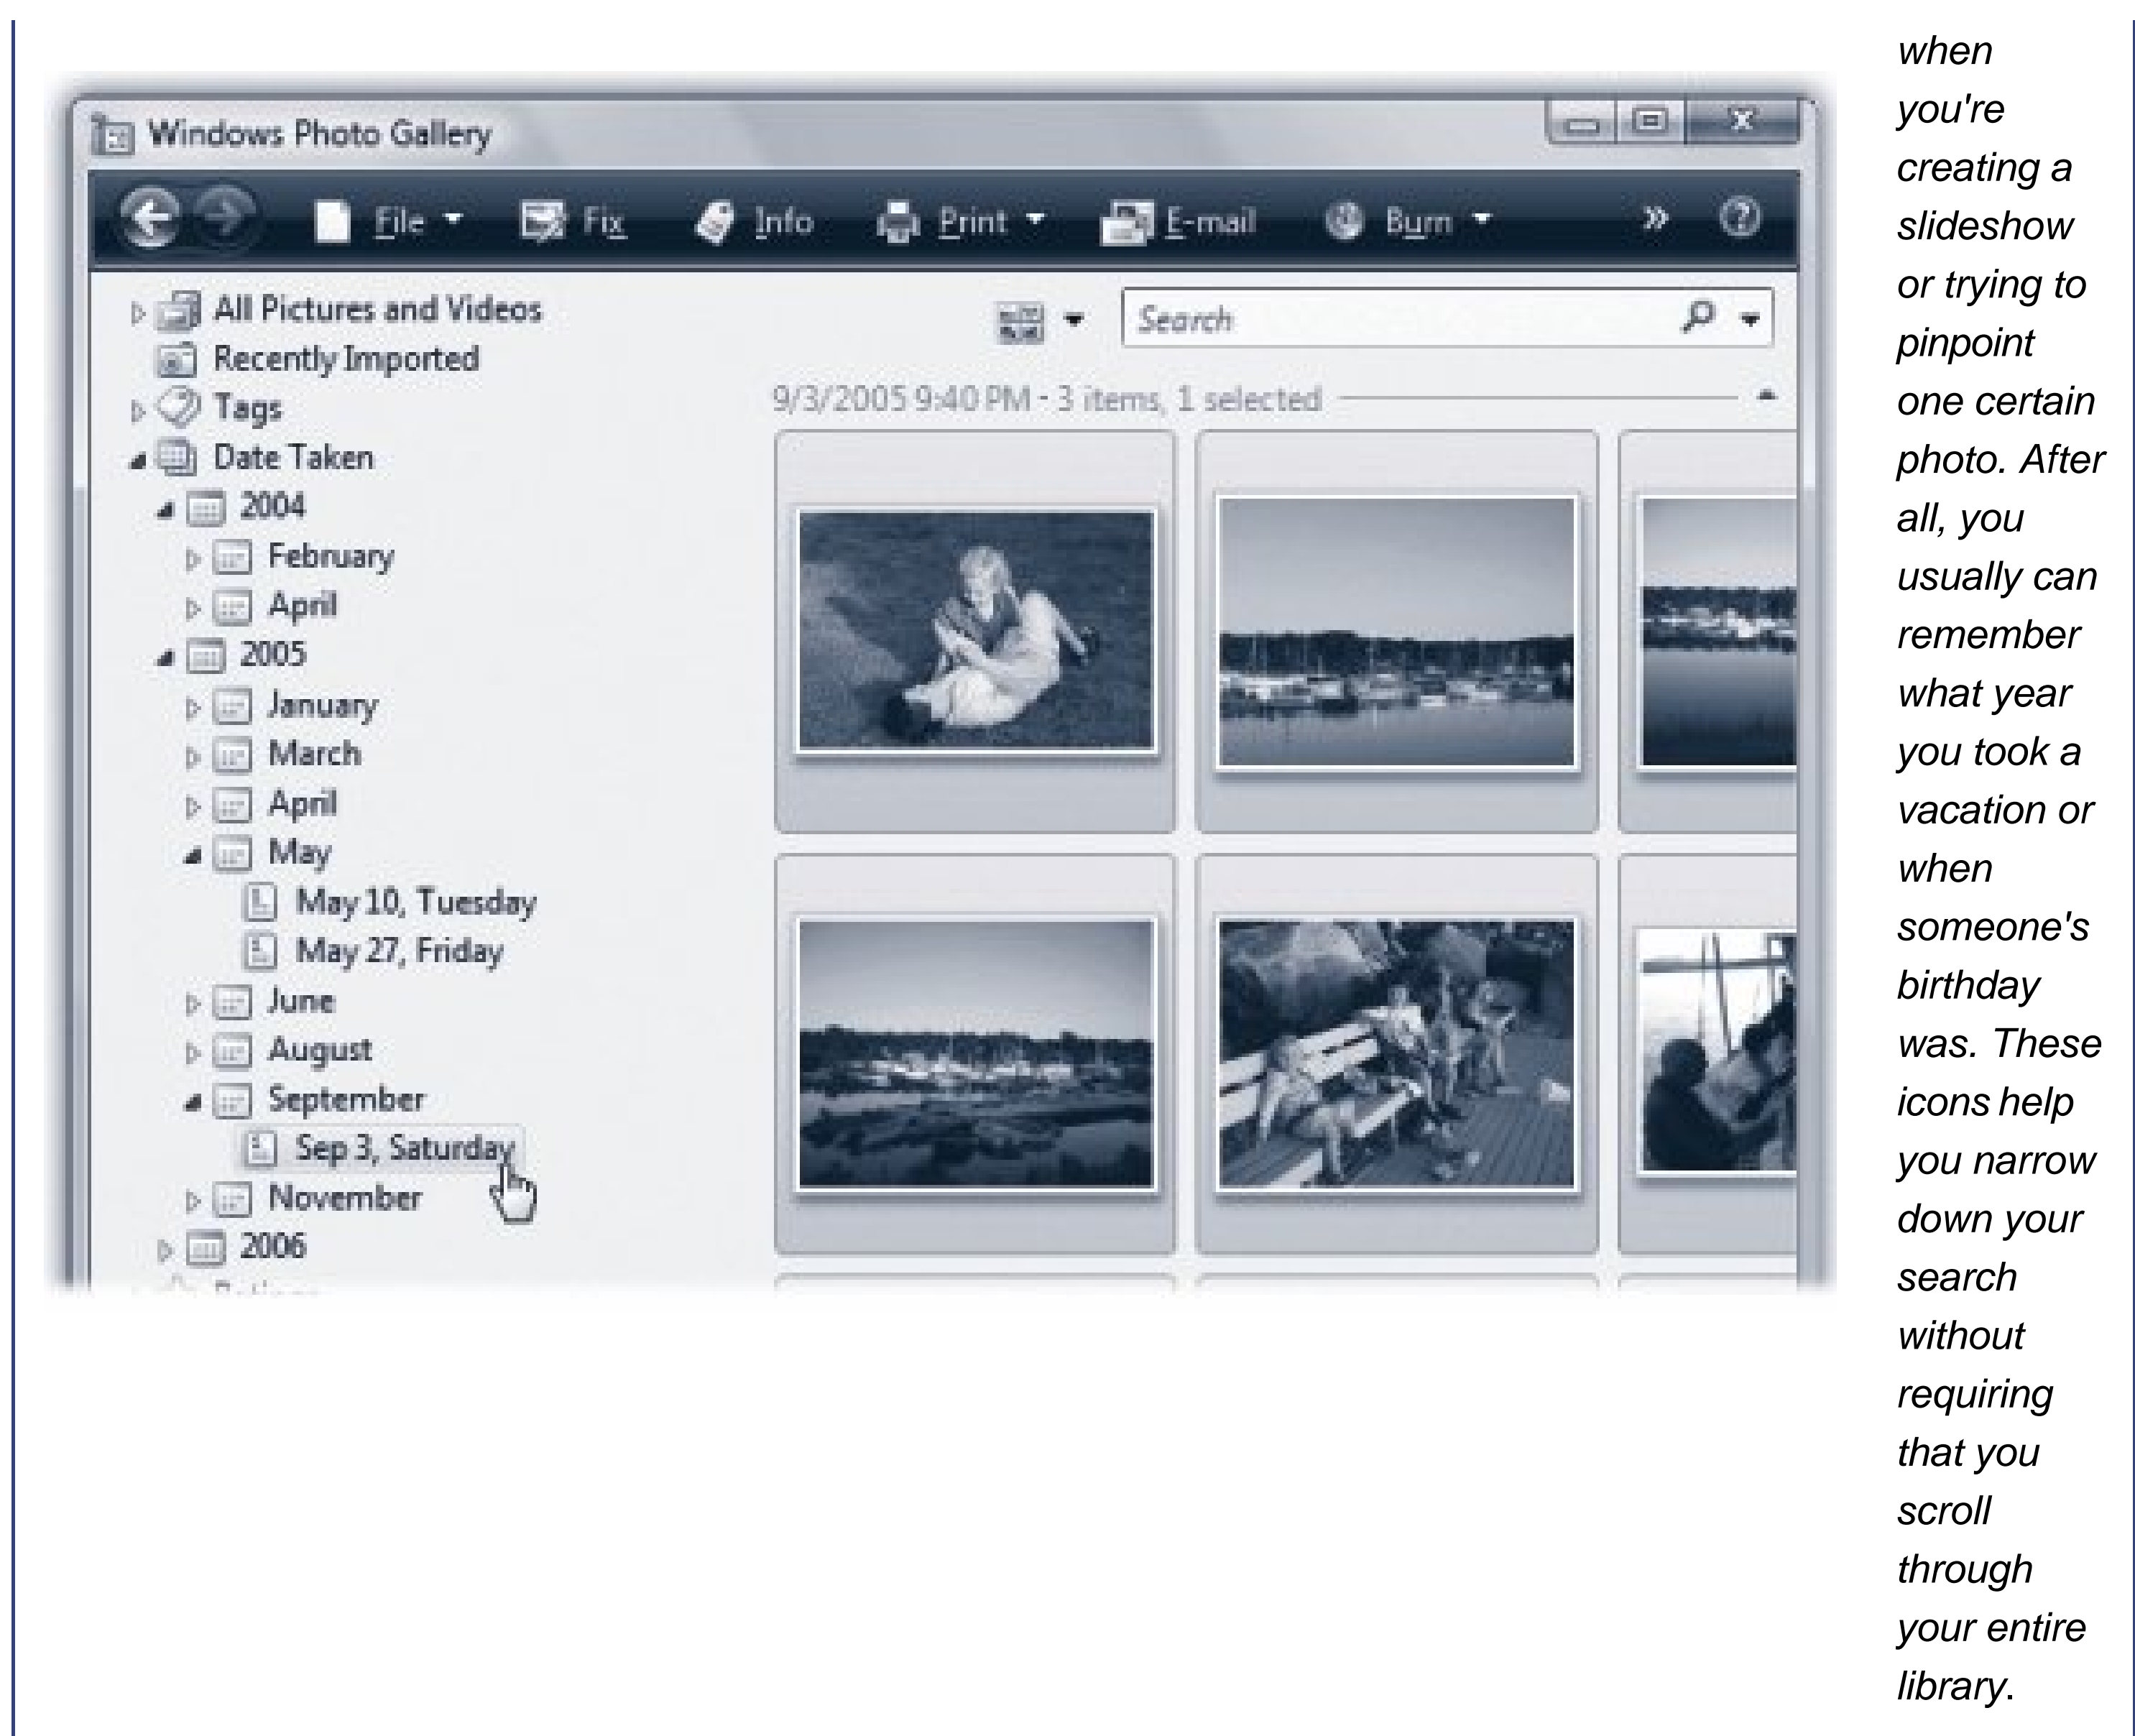 Windows Photo Gallery
File Fix Info Print E-mail Burn »
All Pictures and Videos
Recently Imported
Tags
Date Taken
2004
February
April
2005
January
March
April
May
May 10, Tuesday
May 27, Friday
June
August
September
Sep 3, Saturday
November
2006
Search
9/3/2005 9:40 PM - 3 items, 1 selected
when
you're
creating a
slideshow
or trying to
pinpoint
one certain
photo. After
all, you
usually can
remember
what year
you took a
vacation or
when
someone's
birthday
was. These
icons help
you narrow
down your
search
without
requiring
that you
scroll
through
your entire
library.